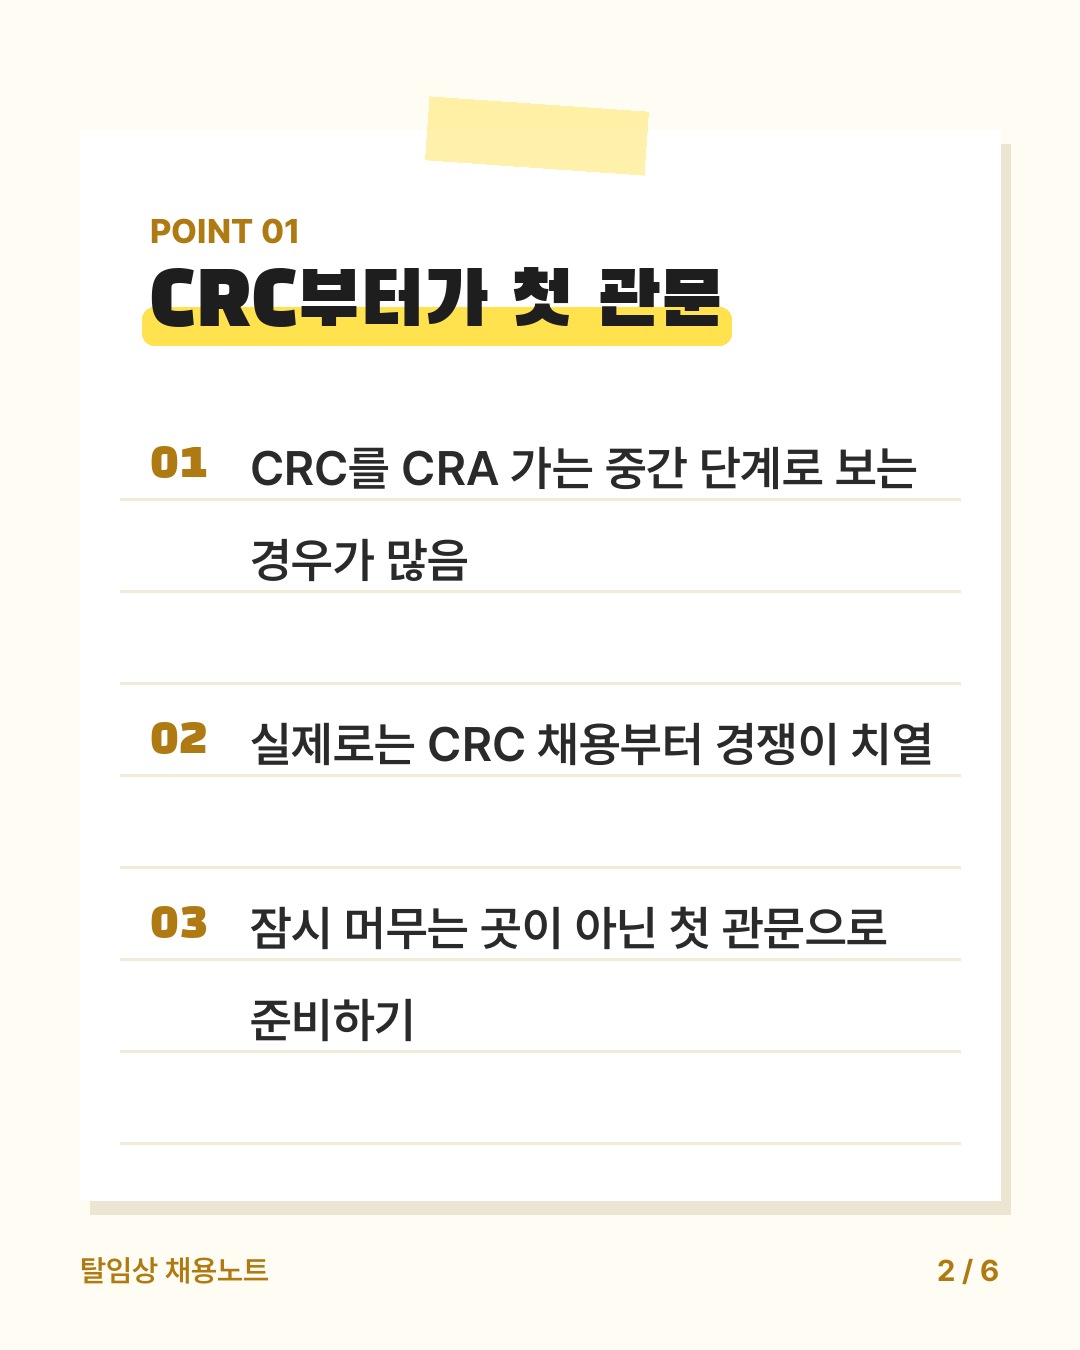 POINT 01
CRC부터가 첫 관문
01 CRC를 CRA 가는 중간 단계로 보는
경우가 많음
02 실제로는 CRC 채용부터 경쟁이 치열
03 잠시 머무는 곳이 아닌 첫 관문으로
준비하기
탈임상 채용노트
2 / 6